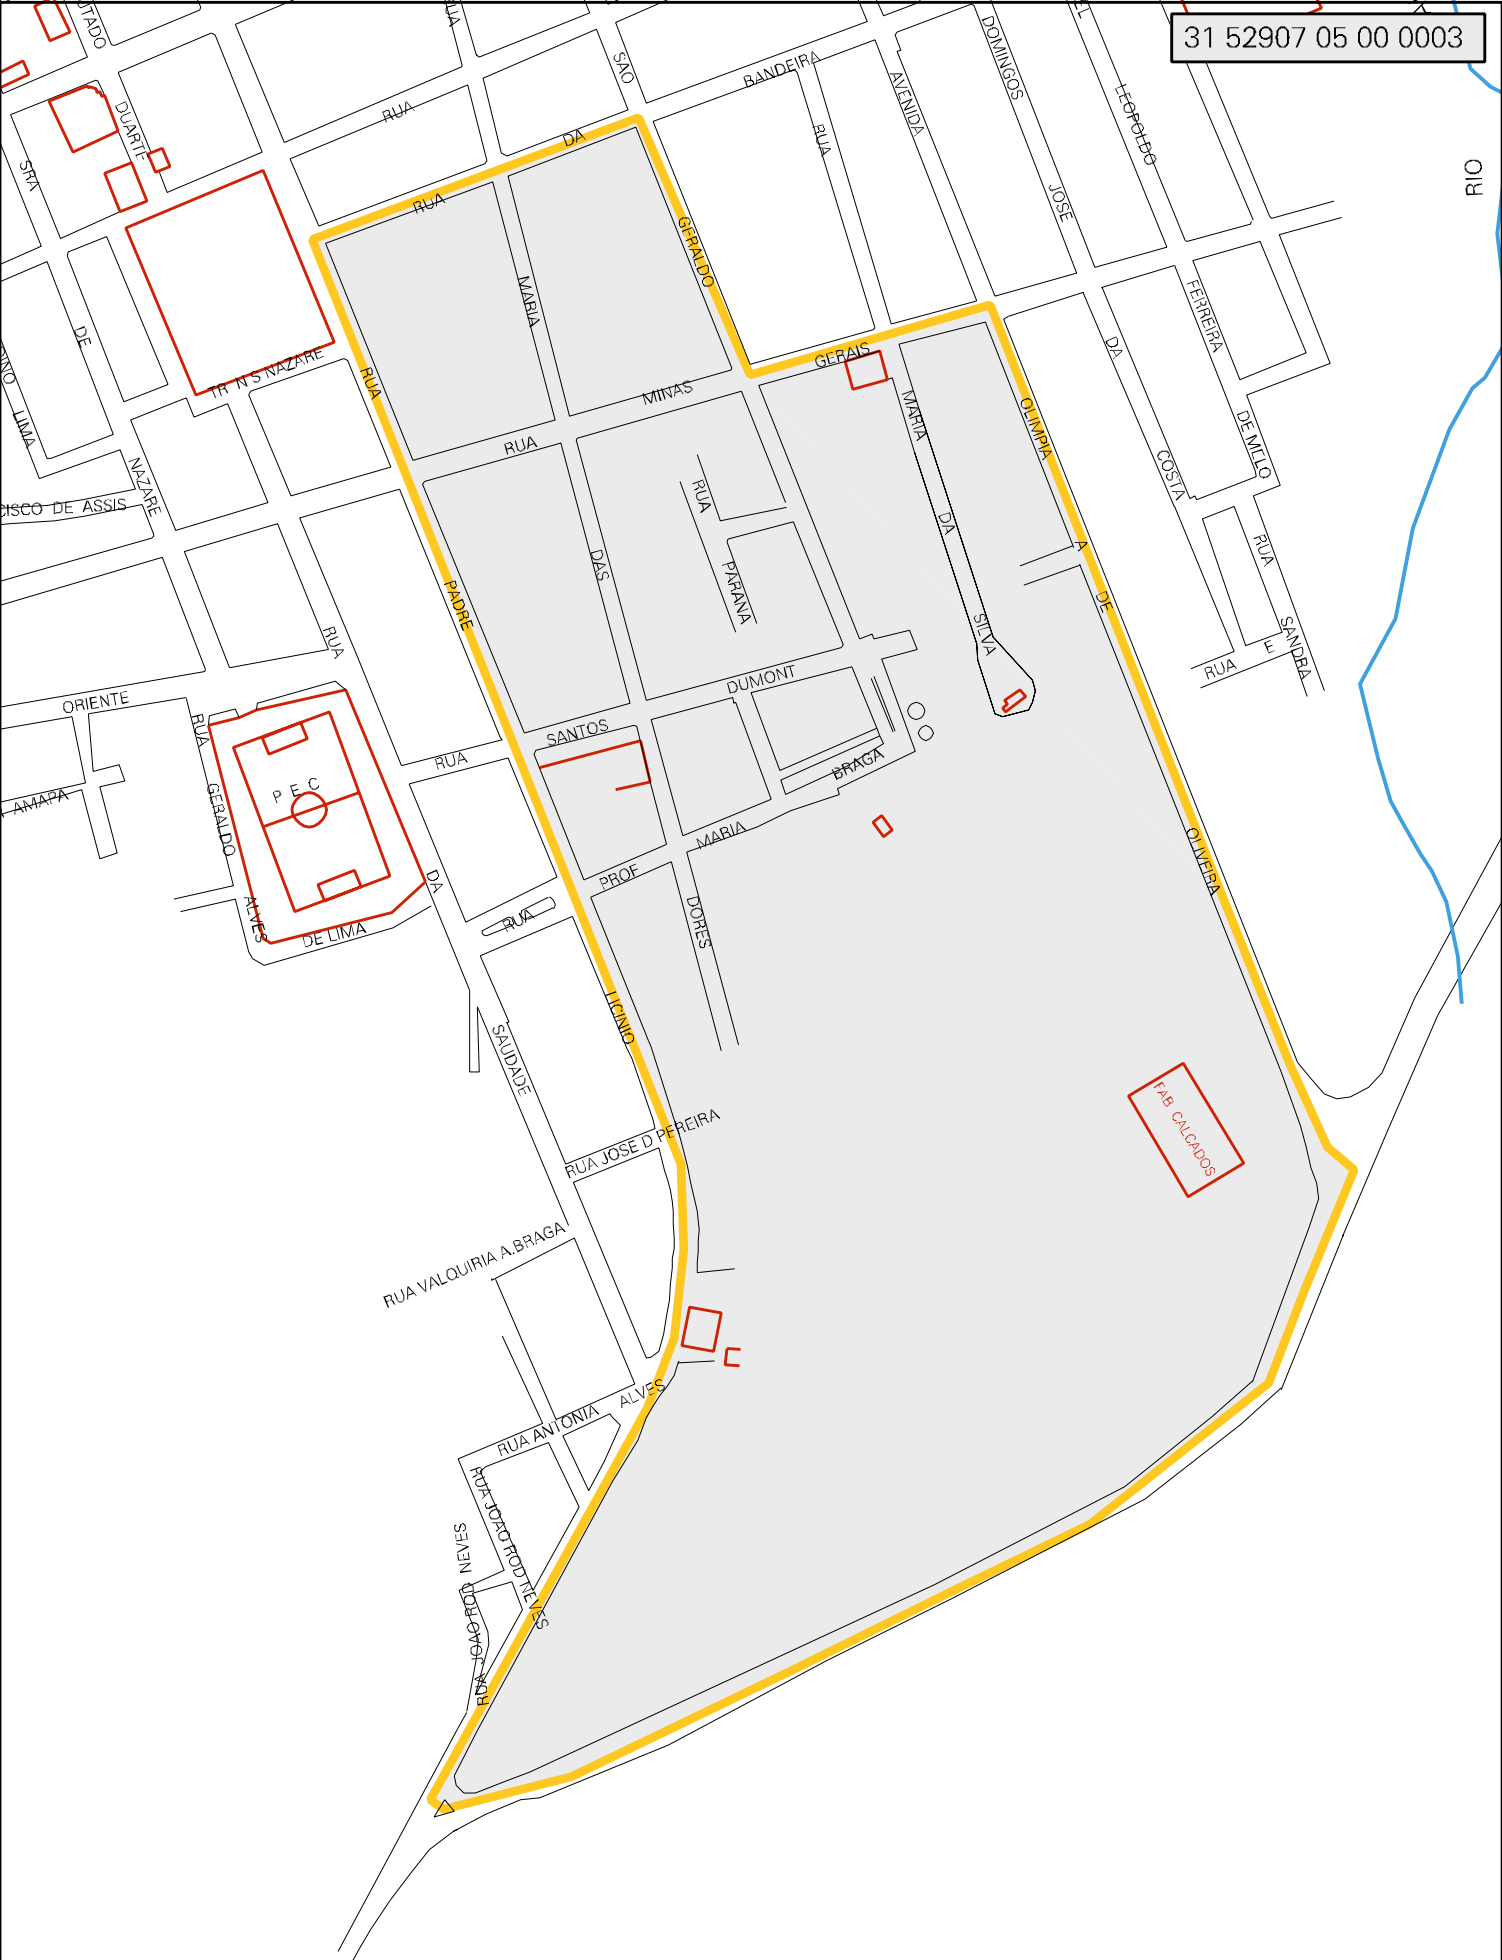 31 52907 05 00 0003
DUARTE
SAO
BANDEIRA
AVENIDA
DOMINGOS
LEOPOLDO
RIO
SRA
RUA
DA
RUA
RUA
GERALDO
JOSE
MARIA
DE
TR N S NAZARE
RUA
MINAS
GERAIS
DA
FERREIRA
LIMA
NAZARE
RUA
MARIA
OLIMPIA
COSTA
DE MELO
CISCO DE ASSIS
RUA
DA
A
RUA
DAS
PARANA
PADRE
DE
RUA
SILVA
SANDRA
RUA E
ORIENTE
DUMONT
RUA
SANTOS
RUA
BRAGA
P E C
AMAPA
GERALDO
MARIA
OLIVEIRA
DA
PROF
ALVES
DE LIMA
RUA
DORES
LICINIO
SAUDADE
FAB CALCADOS
RUA JOSE D PEREIRA
RUA VALQUIRIA A.BRAGA
ALVES
RUA ANTONIA
RUA JOAO ROD NEVES
RUA JOAO ROD NEVES